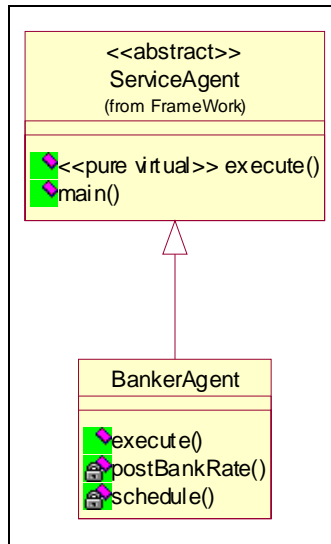 <<abstract>>
ServiceAgent
(from FrameWork)
<<pure virtual>> execute()
main()
BankerAgent
execute()
postBankRate()
schedule()